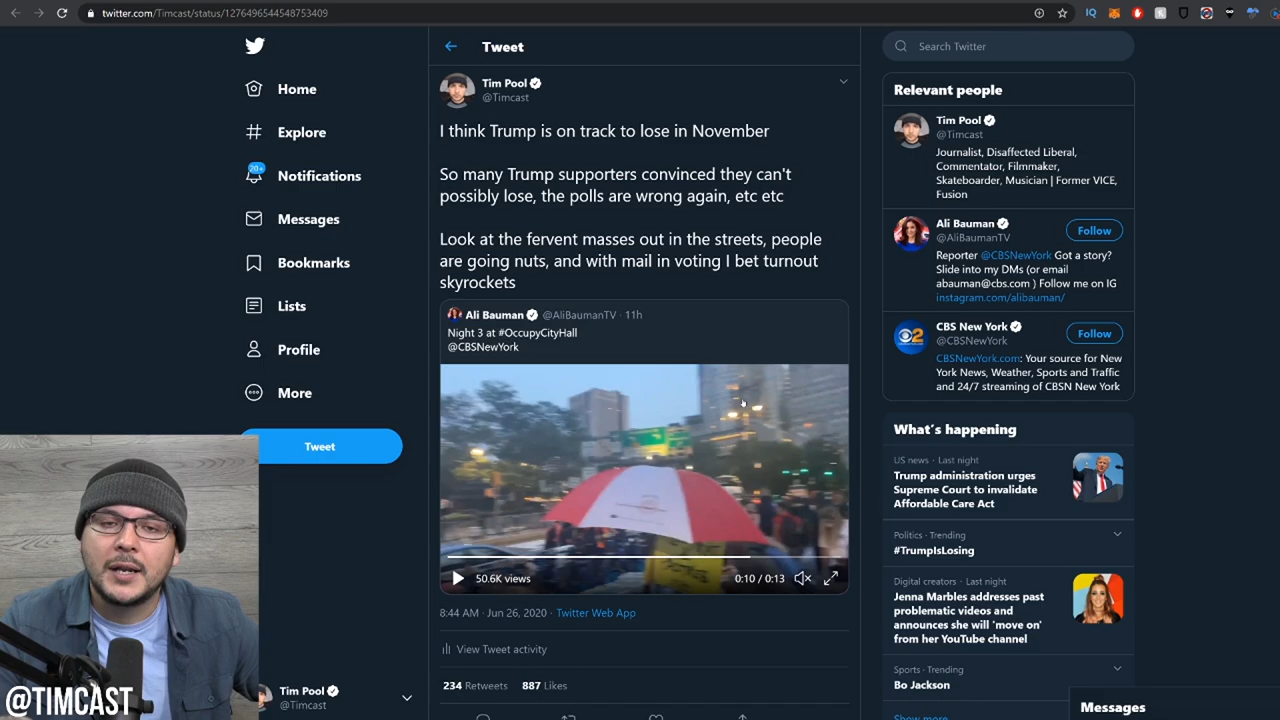 twitter.com/Timcast/status/1276496544548753409
Home
Explore
20+
Notifications
Messages
Bookmarks
Lists
Profile
More
Tweet
Tim Pool
@Timcast
@TIMCAST
Tweet
Tim Pool
@Timcast
I think Trump is on track to lose in November
So many Trump supporters convinced they can't
possibly lose, the polls are wrong again, etc etc
Look at the fervent masses out in the streets, people
are going nuts, and with mail in voting I bet turnout
skyrockets
Ali Bauman @AliBaumanTV · 11h
Night 3 at #OccupyCityHall
@CBSNewYork
50.6K views
0:10 / 0:13
8:44 AM · Jun 26, 2020 · Twitter Web App
View Tweet activity
234 Retweets 887 Likes
Search Twitter
Relevant people
Tim Pool
@Timcast
Journalist, Disaffected Liberal,
Commentator, Filmmaker,
Skateboarder, Musician | Former VICE,
Fusion
Ali Bauman
@AliBaumanTV
Follow
Reporter @CBSNewYork Got a story?
Slide into my DMs (or email
abauman@cbs.com ) Follow me on IG
instagram.com/alibauman/
CBS New York
@CBSNewYork
Follow
CBSNewYork.com: Your source for New
York News, Weather, Sports and Traffic
and 24/7 streaming of CBSN New York
What's happening
US news · Last night
Trump administration urges
Supreme Court to invalidate
Affordable Care Act
Politics · Trending
#TrumpIsLosing
Digital creators · Last night
Jenna Marbles addresses past
problematic videos and
announces she will 'move on'
from her YouTube channel
Sports · Trending
Bo Jackson
Show more
Messages